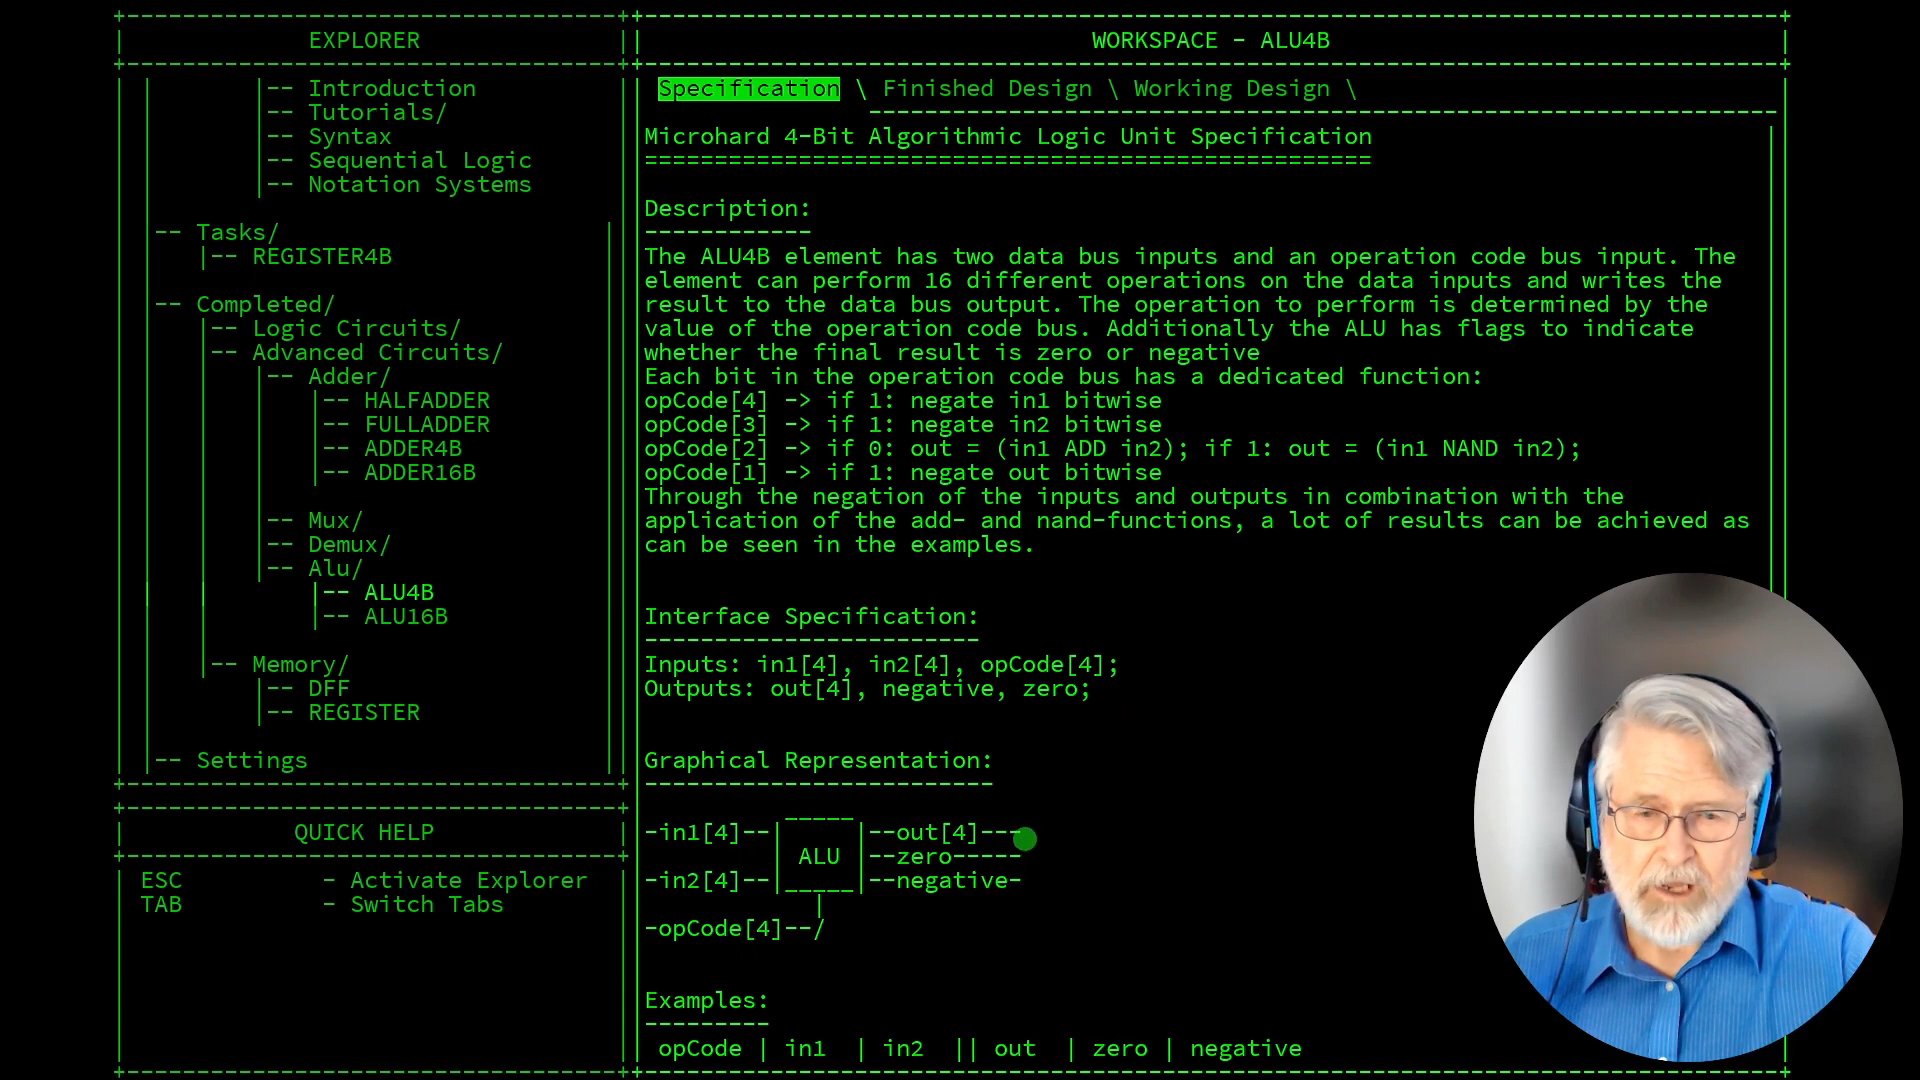 EXPLORER
-- Introduction
-- Tutorials/
-- Syntax
-- Sequential Logic
-- Notation Systems
-- Tasks/
-- REGISTER4B
-- Completed/
-- Logic Circuits/
-- Advanced Circuits/
-- Adder/
-- HALFADDER
-- FULLADDER
-- ADDER4B
-- ADDER16B
-- Mux/
-- Demux/
-- Alu/
-- ALU4B
-- ALU16B
-- Memory/
-- DFF
-- REGISTER
-- Settings
QUICK HELP
ESC - Activate Explorer
TAB - Switch Tabs
WORKSPACE - ALU4B
Specification \ Finished Design \ Working Design \
Microhard 4-Bit Algorithmic Logic Unit Specification
====================================================
Description:
------------
The ALU4B element has two data bus inputs and an operation code bus input. The
element can perform 16 different operations on the data inputs and writes the
result to the data bus output. The operation to perform is determined by the
value of the operation code bus. Additionally the ALU has flags to indicate
whether the final result is zero or negative
Each bit in the operation code bus has a dedicated function:
opCode[4] -> if 1: negate in1 bitwise
opCode[3] -> if 1: negate in2 bitwise
opCode[2] -> if 0: out = (in1 ADD in2); if 1: out = (in1 NAND in2);
opCode[1] -> if 1: negate out bitwise
Through the negation of the inputs and outputs in combination with the
application of the add- and nand-functions, a lot of results can be achieved as
can be seen in the examples.
Interface Specification:
------------------------
Inputs: in1[4], in2[4], opCode[4];
Outputs: out[4], negative, zero;
Graphical Representation:
-------------------------
-in1[4]--| |--out[4]---
| ALU |--zero-----
-in2[4]--|_____|--negative-
|
-opCode[4]--/
Examples:
---------
opCode | in1 | in2 || out | zero | negative